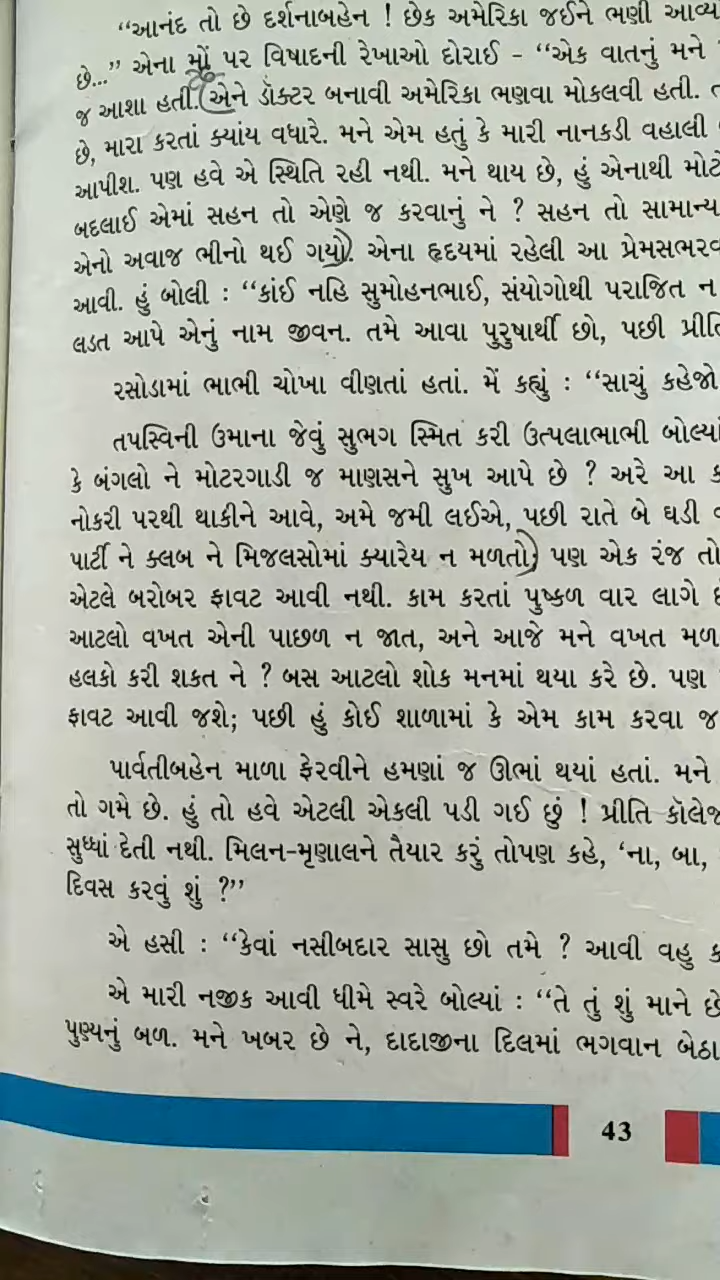 “આનંદ તો છે દર્શનાબહેન ! છેક અમેરિકા જઈને ભણી
છે...” એના મોં પર વિષાદની રેખાઓ દોરાઈ – “એક વાતનું મને
જ આશા હતી. એને ડૉક્ટર બનાવી અમેરિકા ભણવા મોકલવી હતી.
છે, મારા કરતાં ક્યાંય વધારે. મને એમ હતું કે મારી નાનકડી વહાલી
આપીશ. પણ હવે એ સ્થિતિ રહી નથી. મને થાય છે, હું એનાથી
બદલાઈ એમાં સહન તો એણે જ કરવાનું ને ? સહન તો સામાન્ય
એનો અવાજ ભીનો થઈ ગયો. એના હૃદયમાં રહેલી આ
આવી. હું બોલી : “કાંઈ નહિ સુમોહનભાઈ, સંયોગોથી પરાજિત ન
લડત આપે એનું નામ જીવન. તમે આવા પુરુષાર્થી છો, પછી
રસોડામાં ભાભી ચોખા વીણતાં હતાં. મેં કહ્યું : “સાચું કહેજો
તપસ્વિની ઉમાના જેવું સુભગ સ્મિત કરી ઉત્પલાભાભી બોલ્યાં
કે બંગલો ને મોટરગાડી જ માણસને સુખ આપે છે ? અરે આ
નોકરી પરથી થાકીને આવે, અમે જમી લઈએ, પછી રાતે બે ઘડી
પાર્ટી ને ક્લબ ને મિજલસોમાં ક્યારેય ન મળતો) પણ એક રંજ તો
એટલે બરોબર ફાવટ આવી નથી. કામ કરતાં પુષ્કળ વાર લાગે
આટલો વખત એની પાછળ ન જાત, અને આજે મને વખત
હલકો કરી શકત ને ? બસ આટલો શોક મનમાં થયા કરે છે. પણ
ફાવટ આવી જશે; પછી હું કોઈ શાળામાં કે એમ કામ કરવા
પાર્વતીબહેન માળા ફેરવીને હમણાં જ ઊભાં થયાં હતાં. મને
તો ગમે છે. હું તો હવે એટલી એકલી પડી ગઈ છું ! પ્રીતિ
સુધ્ધાં દેતી નથી. મિલન-મૃણાલને તૈયાર કરું તોપણ કહે, ‘ના, બા,
દિવસ કરવું શું ?”
એ હસી : “કેવાં નસીબદાર સાસુ છો તમે ? આવી વહુ
એ મારી નજીક આવી ધીમે સ્વરે બોલ્યાં : “તે તું શું માને
પુણ્યનું બળ. મને ખબર છે ને, દાદાજીના દિલમાં ભગવાન બેઠા
43